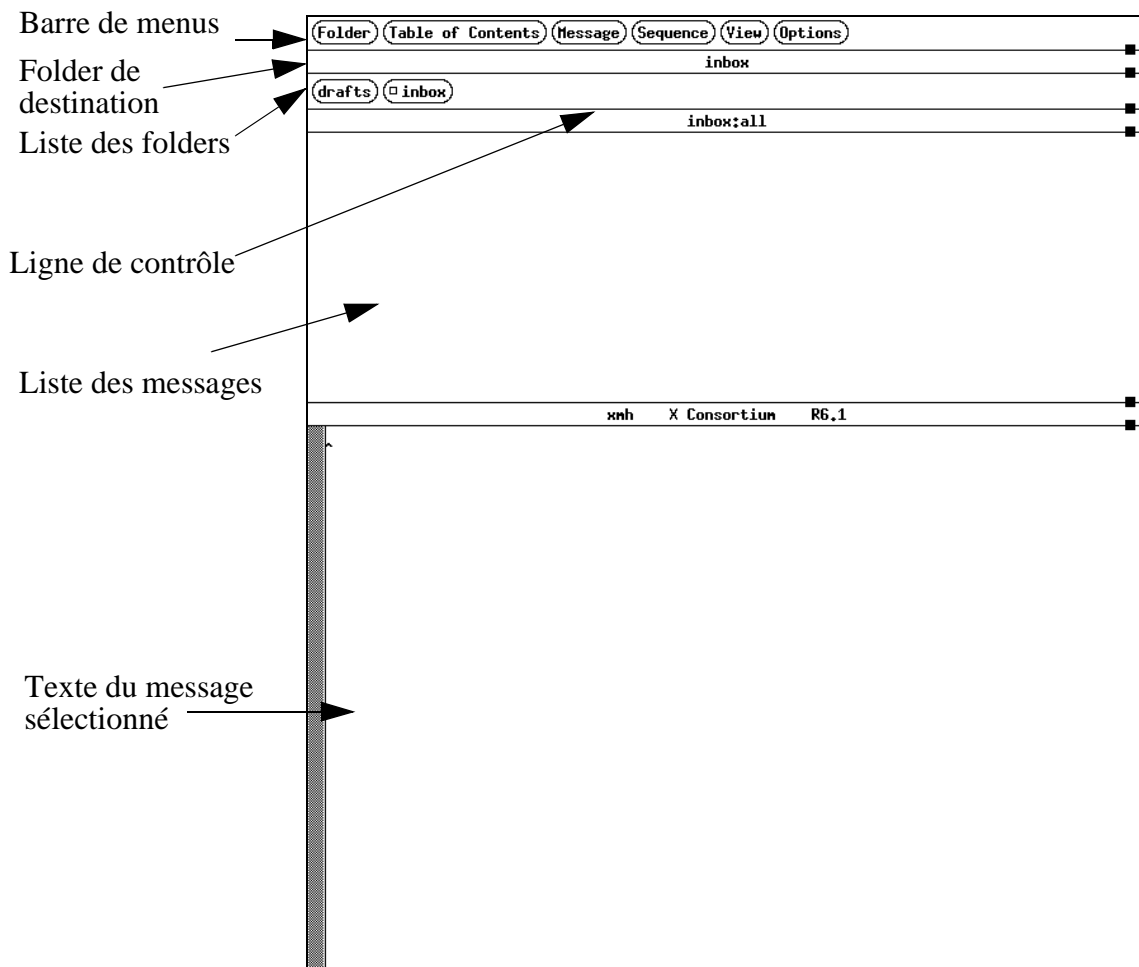 Barre de menus
Folder Table of Contents Message Sequence View Options
inbox
Folder de
destination
drafts inbox
Liste des folders
inbox:all
Ligne de contrôle
Liste des messages
xmh X Consortium R6.1
^
Texte du message
sélectionné